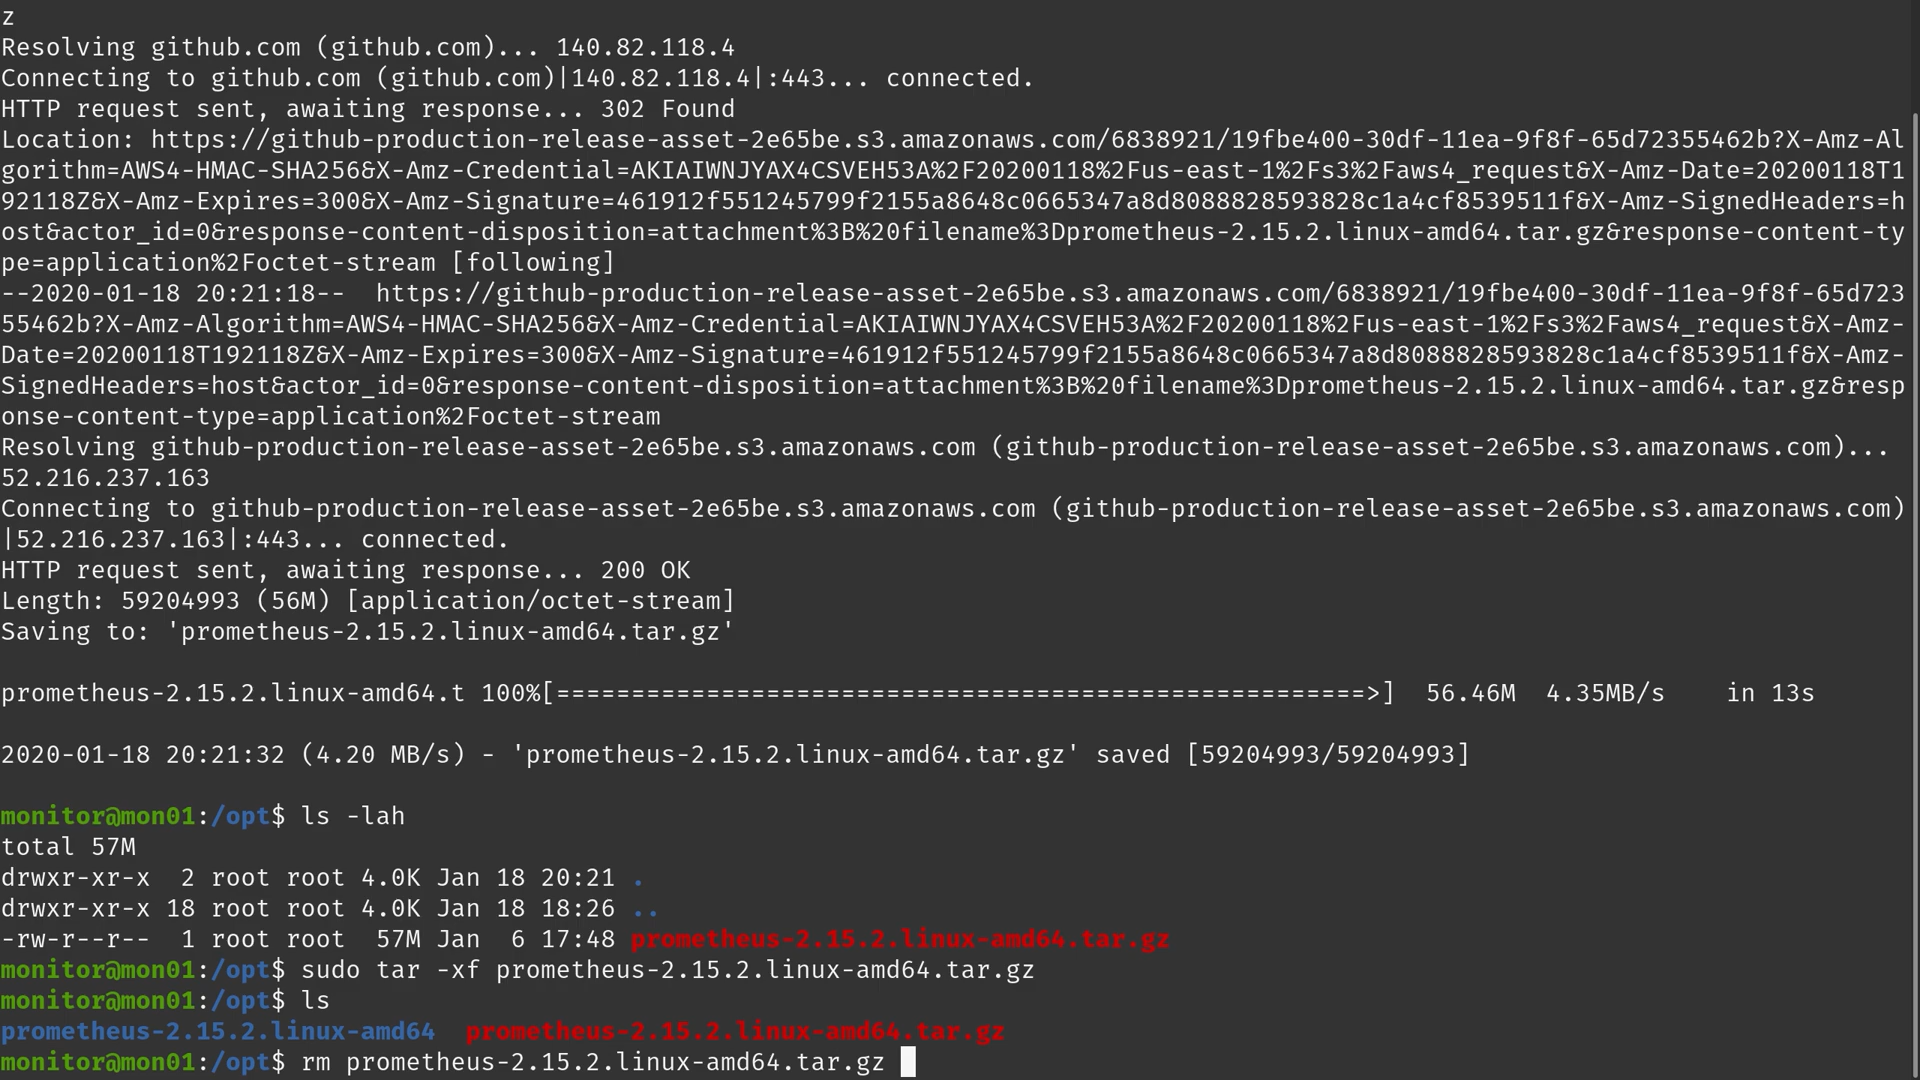 z
Resolving github.com (github.com)... 140.82.118.4
Connecting to github.com (github.com)|140.82.118.4|:443... connected.
HTTP request sent, awaiting response... 302 Found
Location: https://github-production-release-asset-2e65be.s3.amazonaws.com/6838921/19fbe400-30df-11ea-9f8f-65d72355462b?X-Amz-Al
gorithm=AWS4-HMAC-SHA256&X-Amz-Credential=AKIAIWNJYAX4CSVEH53A%2F20200118%2Fus-east-1%2Fs3%2Faws4_request&X-Amz-Date=20200118T1
92118Z&X-Amz-Expires=300&X-Amz-Signature=461912f551245799f2155a8648c0665347a8d8088828593828c1a4cf8539511f&X-Amz-SignedHeaders=h
ost&actor_id=0&response-content-disposition=attachment%3B%20filename%3Dprometheus-2.15.2.linux-amd64.tar.gz&response-content-ty
pe=application%2Foctet-stream [following]
--2020-01-18 20:21:18--  https://github-production-release-asset-2e65be.s3.amazonaws.com/6838921/19fbe400-30df-11ea-9f8f-65d723
55462b?X-Amz-Algorithm=AWS4-HMAC-SHA256&X-Amz-Credential=AKIAIWNJYAX4CSVEH53A%2F20200118%2Fus-east-1%2Fs3%2Faws4_request&X-Amz-
Date=20200118T192118Z&X-Amz-Expires=300&X-Amz-Signature=461912f551245799f2155a8648c0665347a8d8088828593828c1a4cf8539511f&X-Amz-
SignedHeaders=host&actor_id=0&response-content-disposition=attachment%3B%20filename%3Dprometheus-2.15.2.linux-amd64.tar.gz&resp
onse-content-type=application%2Foctet-stream
Resolving github-production-release-asset-2e65be.s3.amazonaws.com (github-production-release-asset-2e65be.s3.amazonaws.com)...
52.216.237.163
Connecting to github-production-release-asset-2e65be.s3.amazonaws.com (github-production-release-asset-2e65be.s3.amazonaws.com)
|52.216.237.163|:443... connected.
HTTP request sent, awaiting response... 200 OK
Length: 59204993 (56M) [application/octet-stream]
Saving to: 'prometheus-2.15.2.linux-amd64.tar.gz'
prometheus-2.15.2.linux-amd64.t 100%[======================================================>]  56.46M  4.35MB/s    in 13s
2020-01-18 20:21:32 (4.20 MB/s) - 'prometheus-2.15.2.linux-amd64.tar.gz' saved [59204993/59204993]
monitor@mon01:/opt$ ls -lah
total 57M
drwxr-xr-x  2 root root 4.0K Jan 18 20:21 .
drwxr-xr-x 18 root root 4.0K Jan 18 18:26 ..
-rw-r--r--  1 root root  57M Jan  6 17:48 prometheus-2.15.2.linux-amd64.tar.gz
monitor@mon01:/opt$ sudo tar -xf prometheus-2.15.2.linux-amd64.tar.gz
monitor@mon01:/opt$ ls
prometheus-2.15.2.linux-amd64  prometheus-2.15.2.linux-amd64.tar.gz
monitor@mon01:/opt$ rm prometheus-2.15.2.linux-amd64.tar.gz